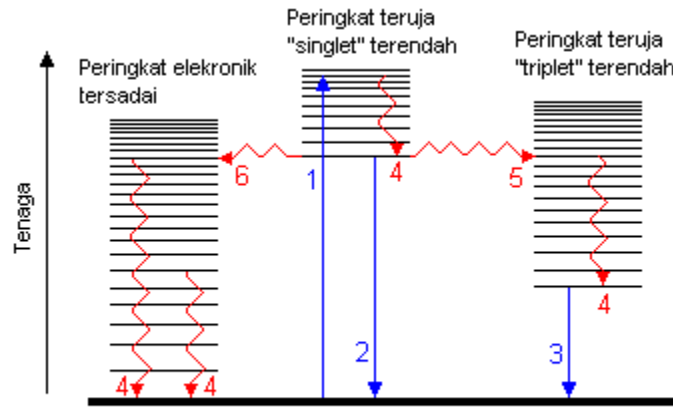 Peringkat teruja
"singlet" terendah
Peringkat teruja
"triplet" terendah
Peringkat elekronik
tersadai
Tenaga
6
1
4
5
4
2
3
4
4